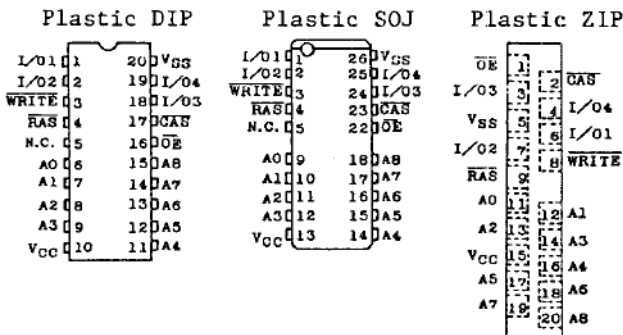 Plastic DIP
I/O1 1 20 VSS
I/O2 2 19 I/O4
WRITE 3 18 I/O3
RAS 4 17 CAS
N.C. 5 16 OE
A0 6 15 A8
A1 7 14 A7
A2 8 13 A6
A3 9 12 A5
VCC 10 11 A4
Plastic SOJ
I/O1 1 26 VSS
I/O2 2 25 I/O4
WRITE 3 24 I/O3
RAS 4 23 CAS
N.C. 5 22 OE
A0 9 18 A8
A1 10 17 A7
A2 11 16 A6
A3 12 15 A5
VCC 13 14 A4
Plastic ZIP
OE 1
2 CAS
I/O3 3
4 I/O4
VSS 5
6 I/O1
I/O2 7
8 WRITE
RAS 9
A0 11
12 A1
A2 13
14 A3
VCC 15
16 A4
A5 17
18 A6
A7 19
20 A8